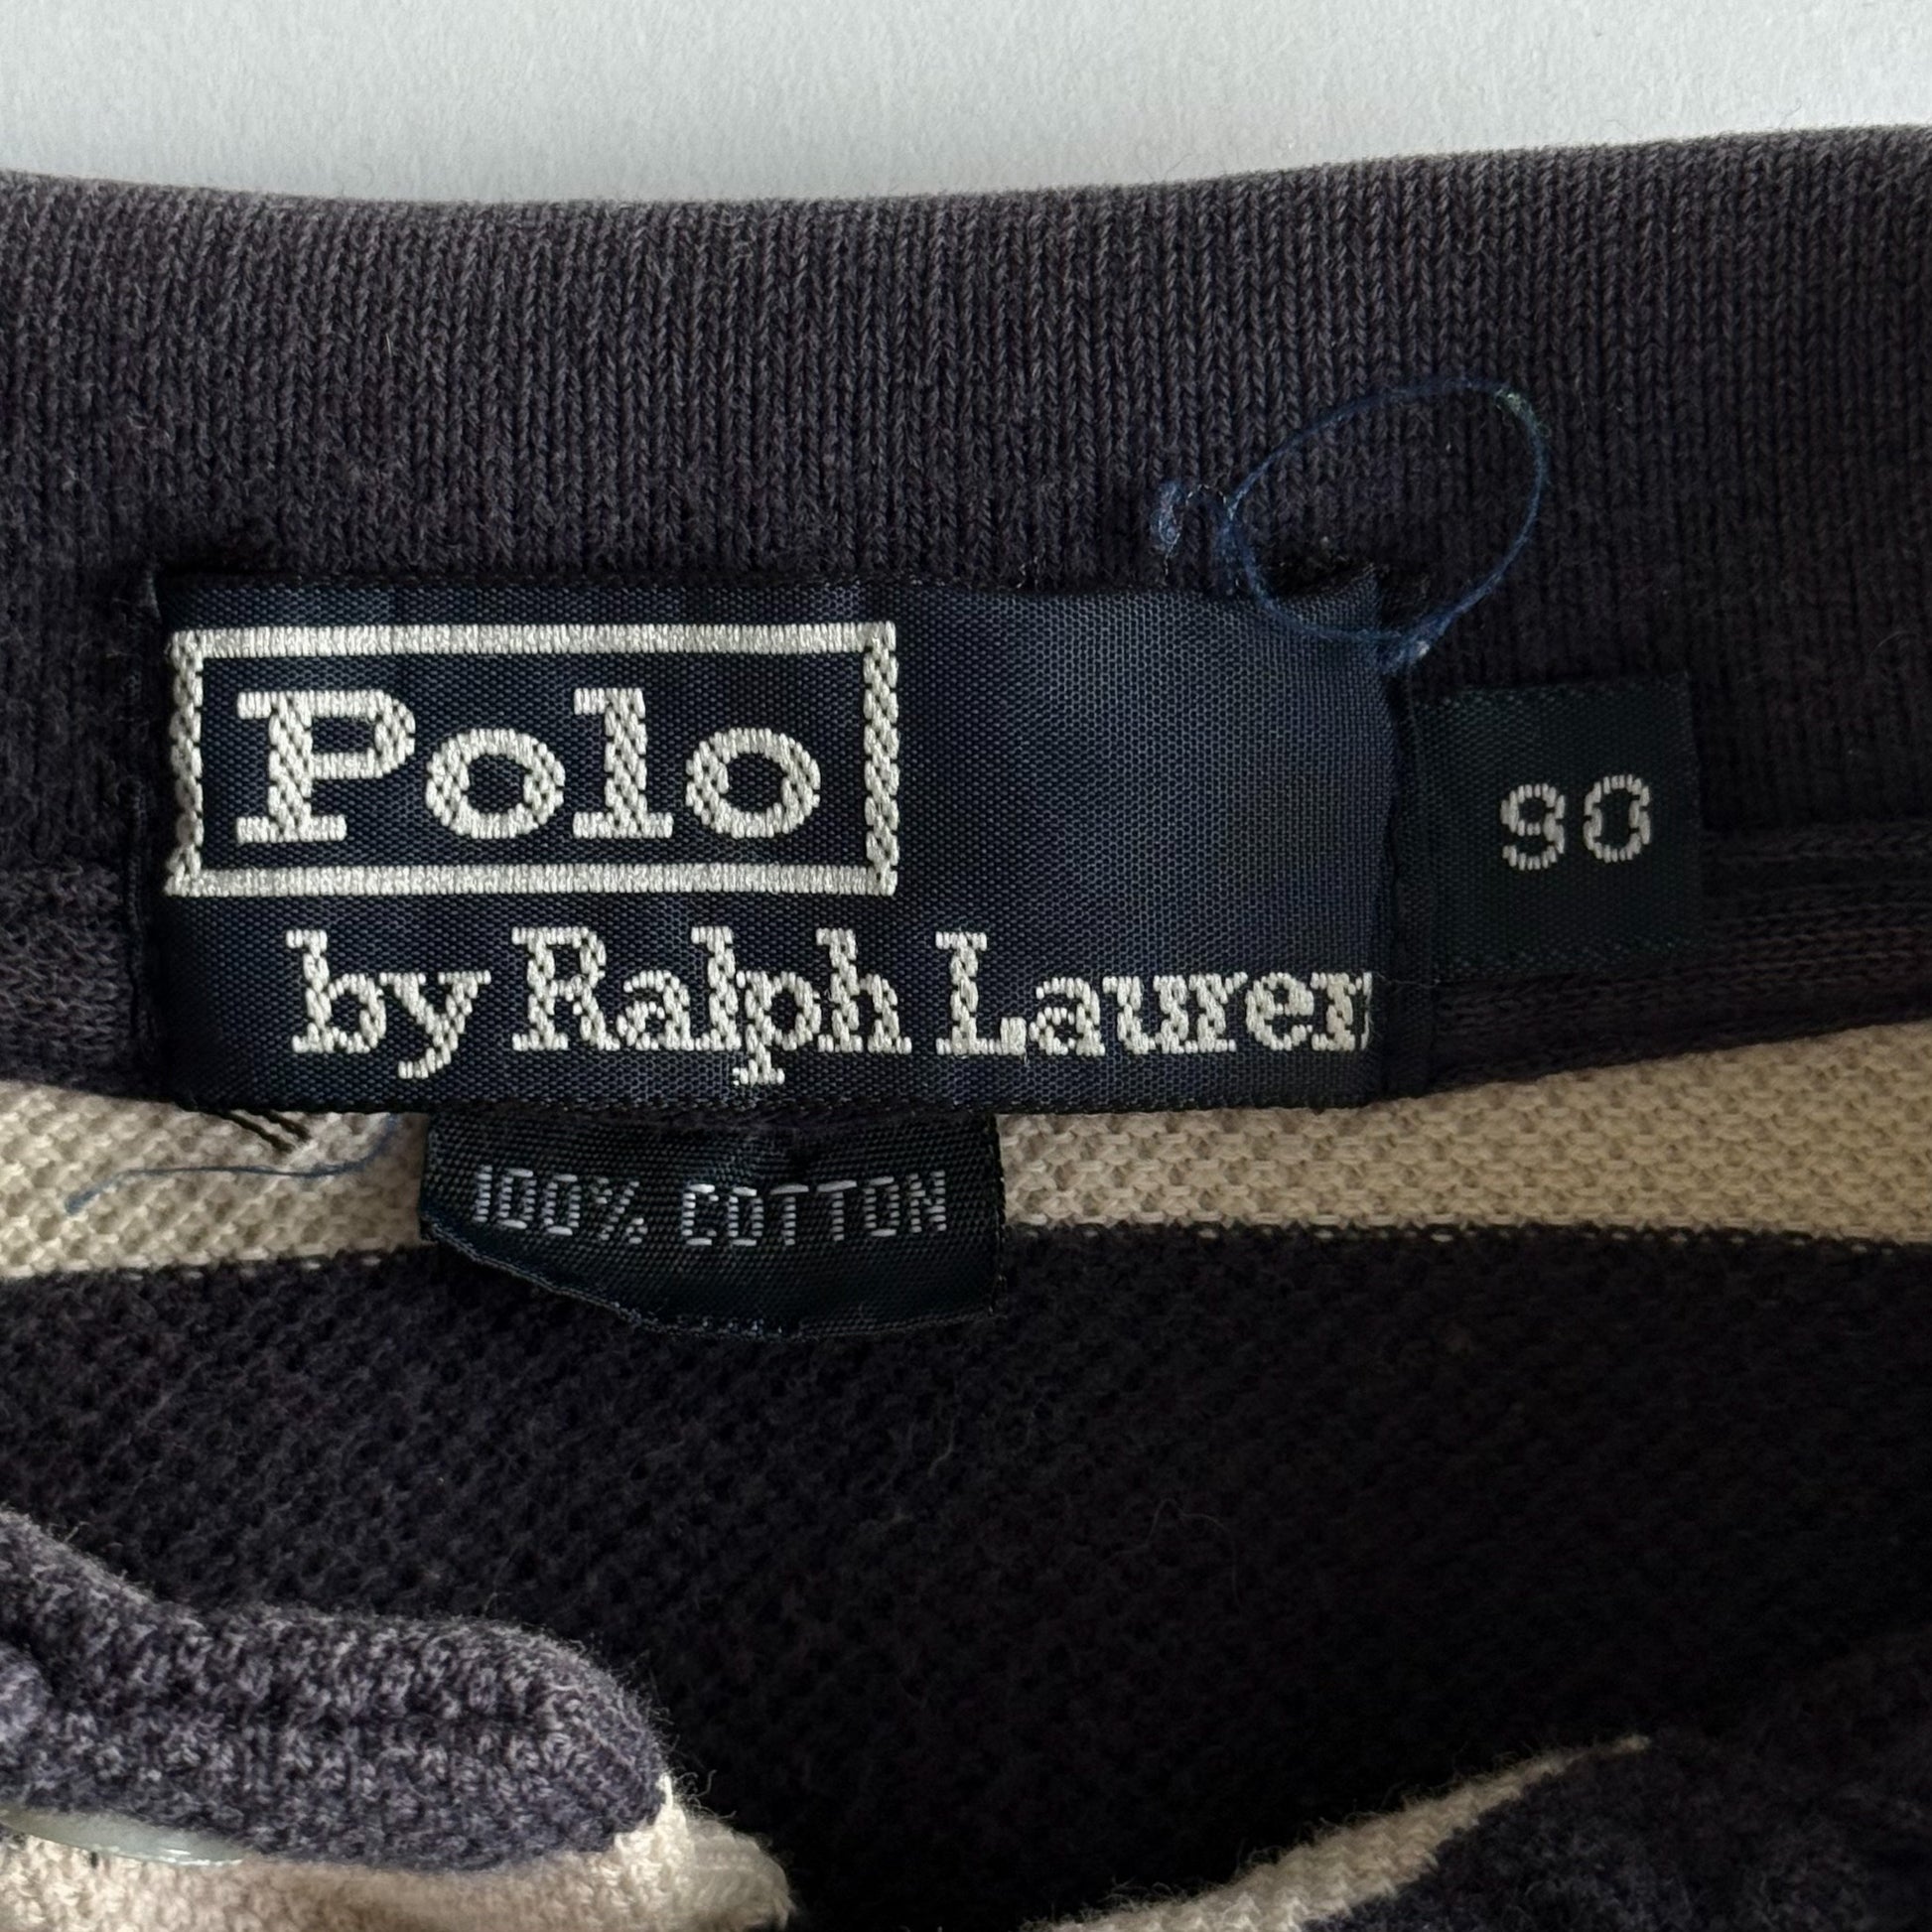 Polo
by Ralph Lauren
90
100% COTTON